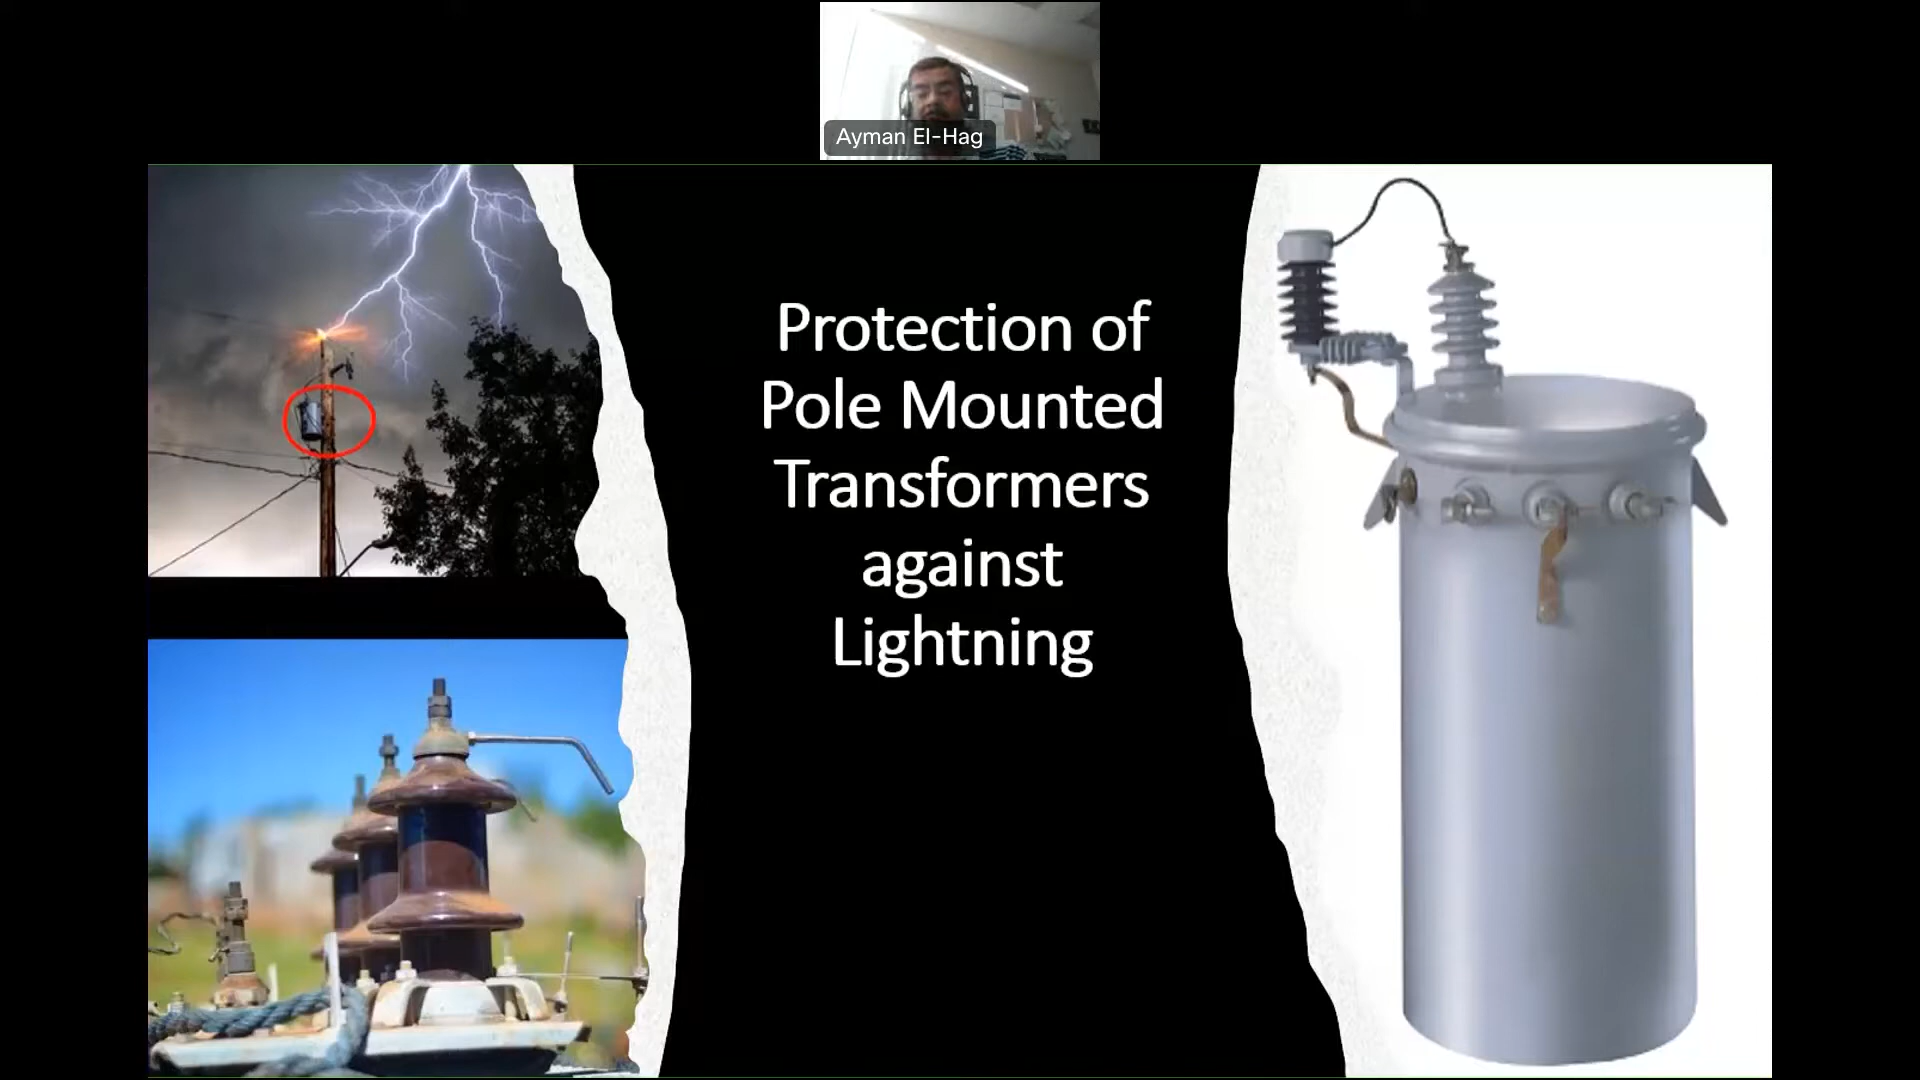 Ayman El-Hag
Protection of
Pole Mounted
Transformers
against
Lightning